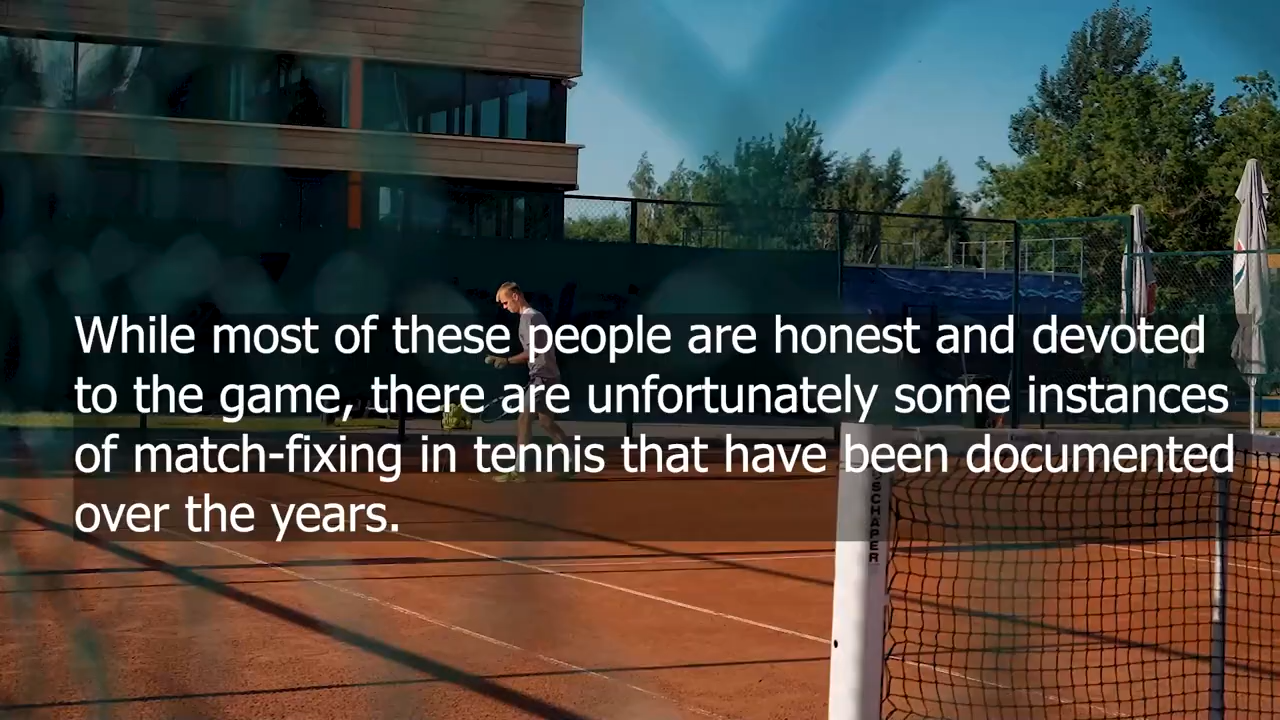 While most of these people are honest and devoted
to the game, there are unfortunately some instances
of match-fixing in tennis that have been documented
over the years.
SCHÄPER